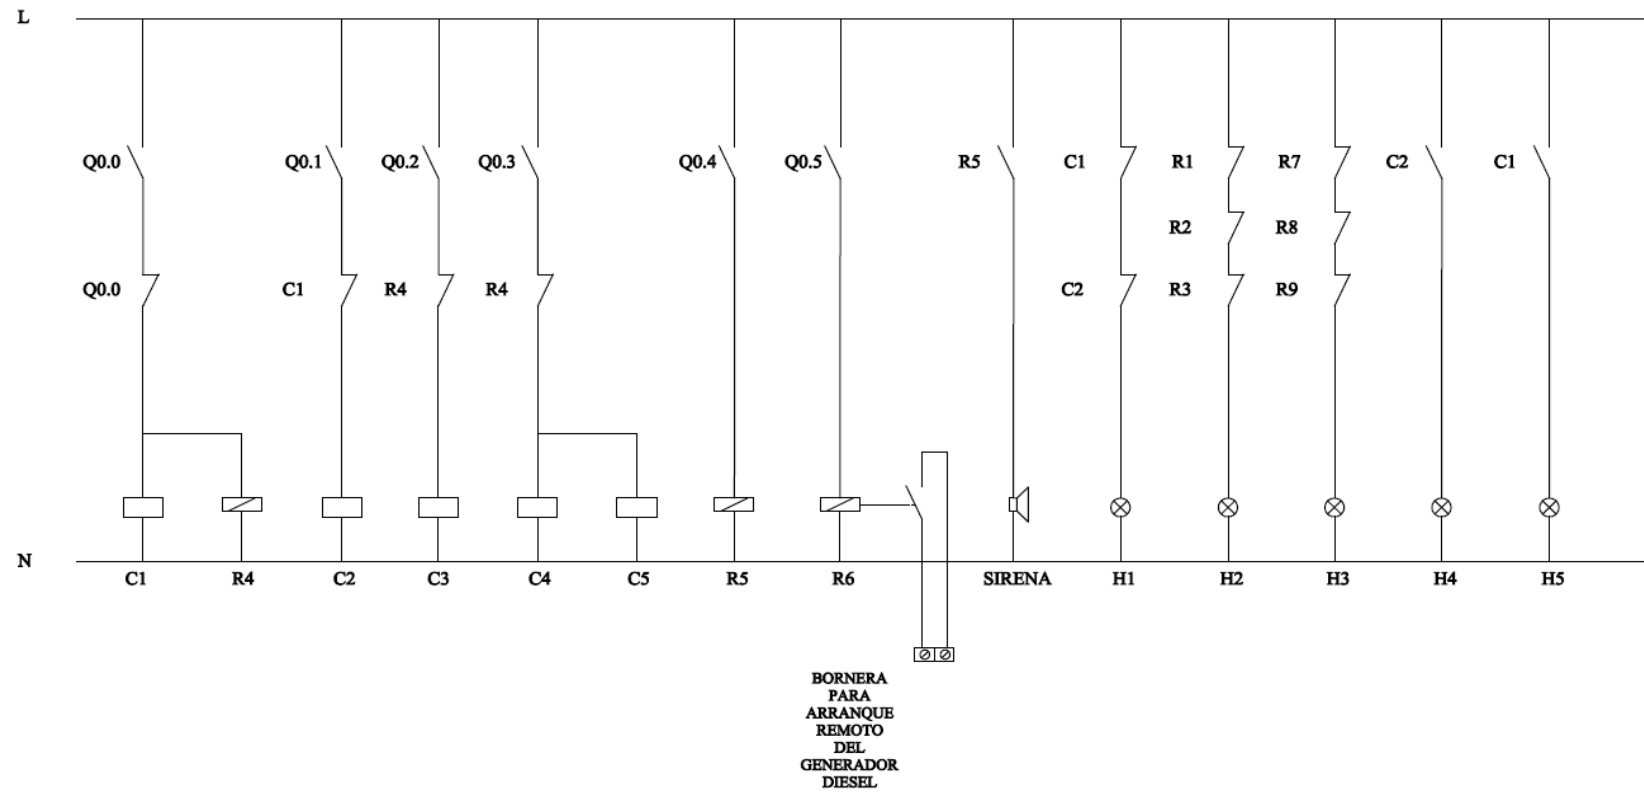 L
Q0.0 Q0.1 Q0.2 Q0.3 Q0.4 Q0.5 R5 C1 R1 R7 C2 C1
R2 R8
Q0.0 C1 R4 R4 C2 R3 R9
N
C1 R4 C2 C3 C4 C5 R5 R6 SIRENA H1 H2 H3 H4 H5
BORNERA
PARA
ARRANQUE
REMOTO
DEL
GENERADOR
DIESEL